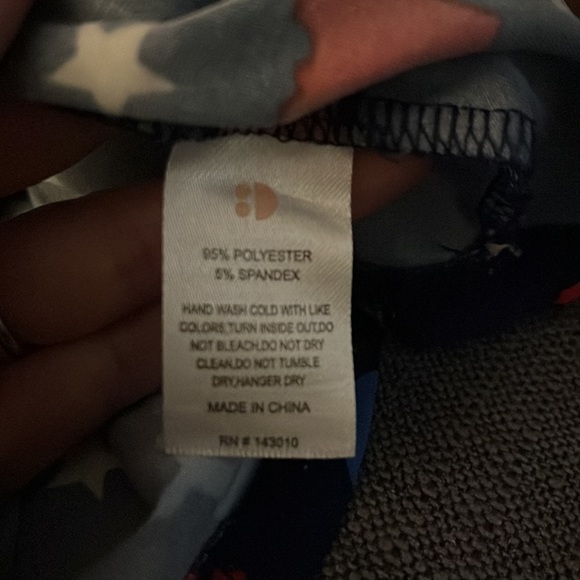 95% POLYESTER
5% SPANDEX
HAND WASH COLD WITH LIKE
COLORS,TURN INSIDE OUT,DO
NOT BLEACH,DO NOT DRY
CLEAN,DO NOT TUMBLE
DRY,HANGER DRY
MADE IN CHINA
RN # 143010